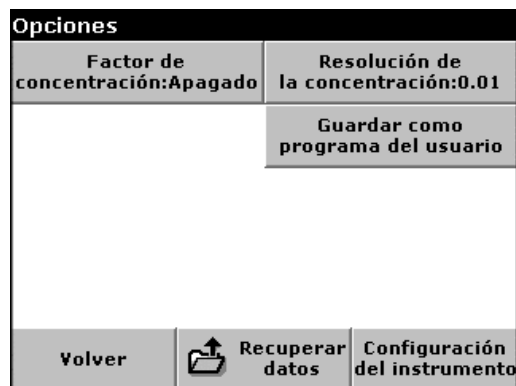 Opciones
Factor de
concentración:Apagado
Resolución de
la concentración:0.01
Guardar como
programa del usuario
Volver
Recuperar
datos
Configuración
del instrumento